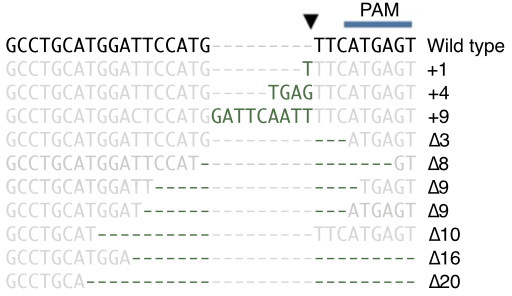 PAM
GCCTGCATGGATTCCATG---------TTCATGAGT Wild type
GCCTGCATGGATTCCATG--------TTTCATGAGT +1
GCCTGCATGGATTCCATG-----TGAGTTCATGAGT +4
GCCTGCATGGACTCCATGGATTCAATTTTCATGAGT +9
GCCTGCATGGATTCCATG------------ATGAGT Δ3
GCCTGCATGGATTCCAT-----------------GT Δ8
GCCTGCATGGATT------------------TGAGT Δ9
GCCTGCATGGAT------------------ATGAGT Δ9
GCCTGCAT-------------------TTCATGAGT Δ10
GCCTGCATGGA------------------------- Δ16
GCCTGCA----------------------------- Δ20